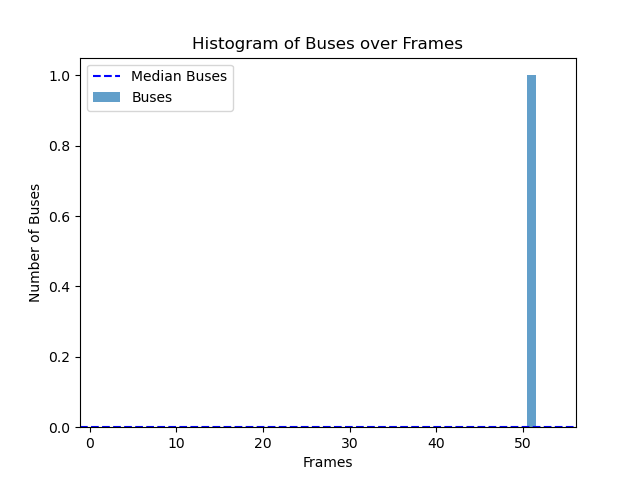 Histogram of Buses over Frames
Median Buses
Buses
Number of Buses
1.0
0.8
0.6
0.4
0.2
0.0
0 10 20 30 40 50
Frames